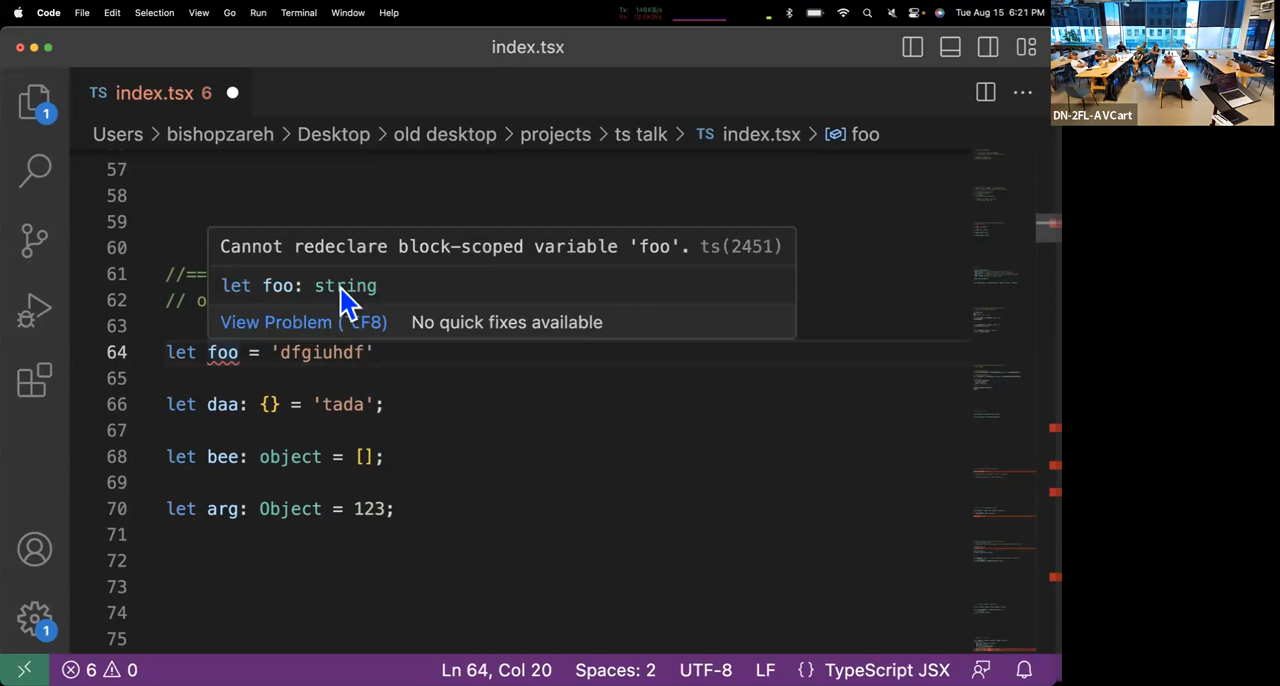 Code File Edit Selection View Go Run Terminal Window Help Tue Aug 15 6:21 PM
index.tsx
TS index.tsx 6
1
DN-2FL-AVCart
Users > bishopzareh > Desktop > old desktop > projects > ts talk > TS index.tsx > foo
57
58
59
60
Cannot redeclare block-scoped variable 'foo'. ts(2451)
61 //==
let foo: string
62 // o
63
View Problem ( F8) No quick fixes available
64 let foo = 'dfgiuhdf'
65
66 let daa: {} = 'tada';
67
68 let bee: object = [];
69
70 let arg: Object = 123;
71
72
73
74
75
1
6 0 Ln 64, Col 20 Spaces: 2 UTF-8 LF {} TypeScript JSX